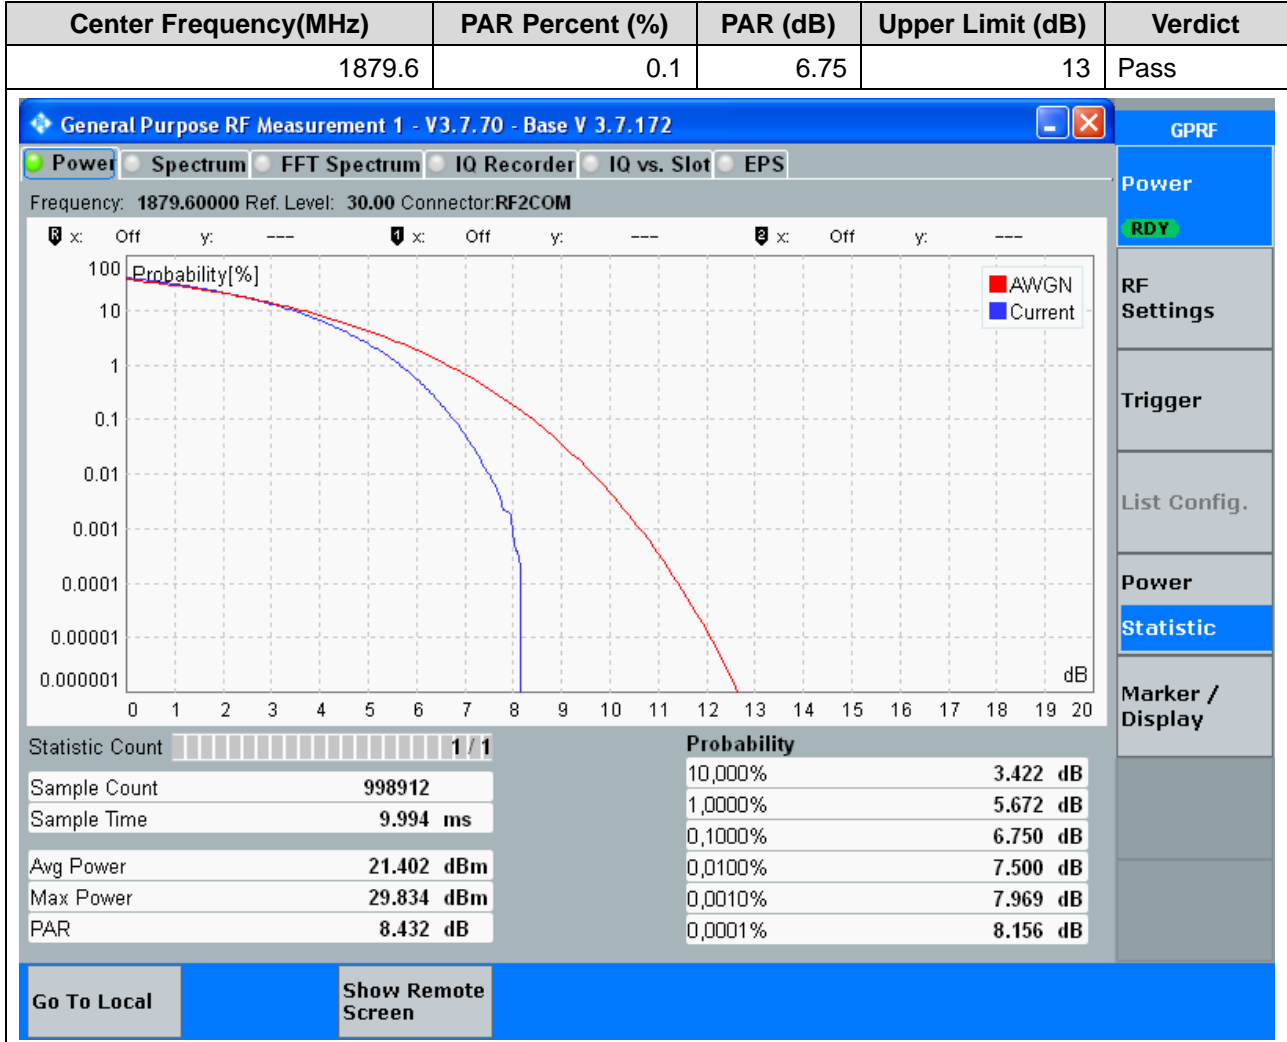 Center Frequency(MHz) PAR Percent (%) PAR (dB) Upper Limit (dB) Verdict
1879.6 0.1 6.75 13 Pass
General Purpose RF Measurement 1 - V3.7.70 - Base V 3.7.172
GPRF
Power Spectrum FFT Spectrum IQ Recorder IQ vs. Slot EPS
Power
RDY
Frequency: 1879.60000 Ref. Level: 30.00 Connector:RF2COM
R x: Off y: --- 1 x: Off y: --- 2 x: Off y: ---
Probability[%]
AWGN
Current
100
10
1
0.1
0.01
0.001
0.0001
0.00001
0.000001
dB
0 1 2 3 4 5 6 7 8 9 10 11 12 13 14 15 16 17 18 19 20
RF
Settings
Trigger
List Config.
Power
Statistic
Marker /
Display
Statistic Count 1 / 1
Sample Count 998912
Sample Time 9.994 ms
Avg Power 21.402 dBm
Max Power 29.834 dBm
PAR 8.432 dB
Probability
10,000% 3.422 dB
1,0000% 5.672 dB
0,1000% 6.750 dB
0,0100% 7.500 dB
0,0010% 7.969 dB
0,0001% 8.156 dB
Go To Local
Show Remote
Screen